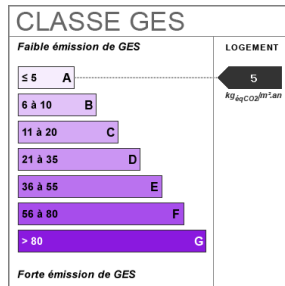 CLASSE GES
Faible émission de GES
LOGEMENT
≤ 5 A
5
6 à 10 B
kgéqCO2/m².an
11 à 20 C
21 à 35 D
36 à 55 E
56 à 80 F
> 80 G
Forte émission de GES